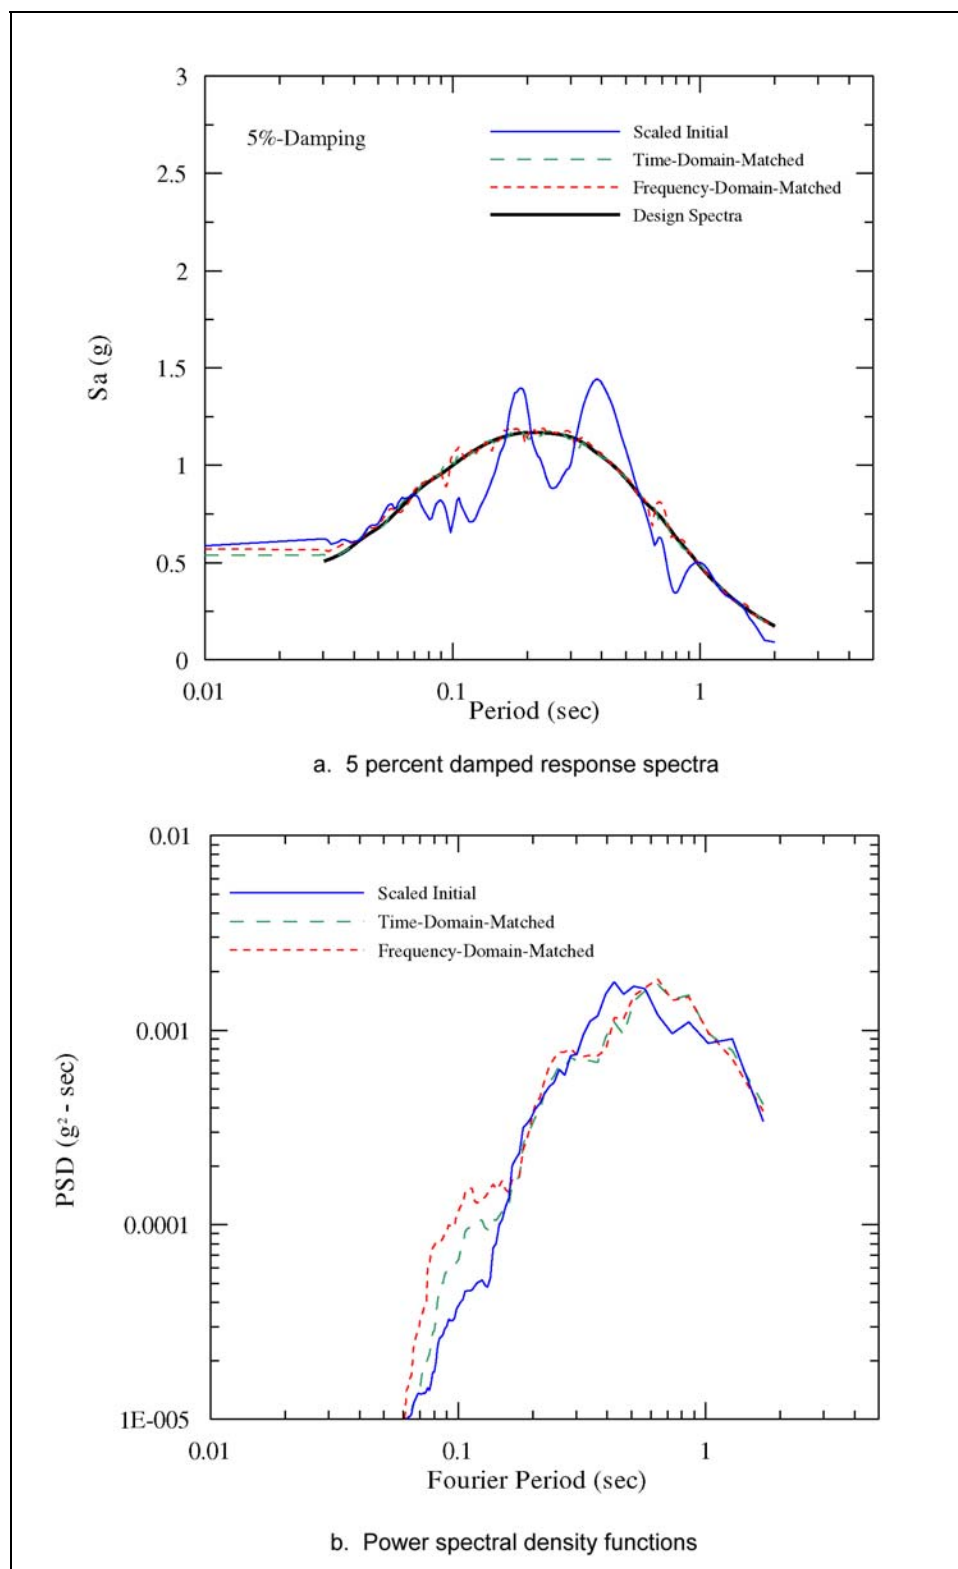 3
5%-Damping
Scaled Initial
Time-Domain-Matched
2.5
Frequency-Domain-Matched
Design Spectra
2
Sa (g)
1.5
1
0.5
0
0.01
0.1
1
Period (sec)
a. 5 percent damped response spectra
0.01
Scaled Initial
Time-Domain-Matched
Frequency-Domain-Matched
0.001
PSD (g² - sec)
0.0001
1E-005
0.01
0.1
1
Fourier Period (sec)
b. Power spectral density functions